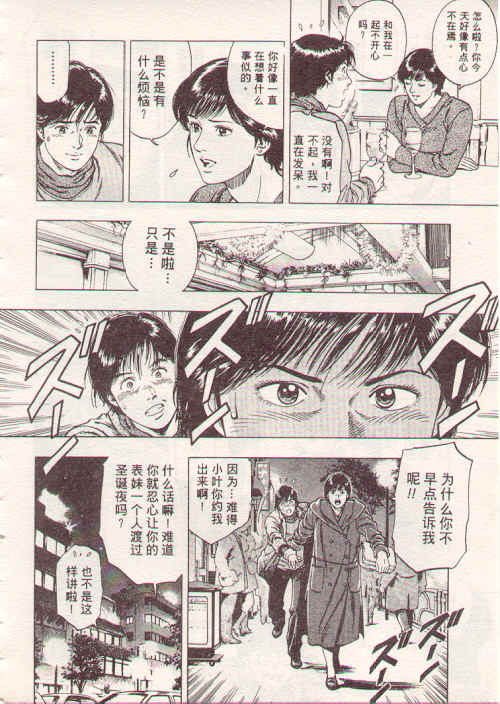 怎么啦?你今
天好像有点心
不在焉。
和我在一
起不开心
吗?
没有啊!对
不起,我一
直在发呆。
你好像一直
在想着什么
事似的。
是不是有
什么烦恼?
…………
不是啦…
只是…
ズ
ズ
ズ
ズ
为什么你不
早点告诉我
呢!!
因为…难得
小叶你约我
出来啊!
ズ
ズ
什么话嘛!难道
你就忍心让你的
表妹一个人渡过
圣诞夜吗?
也不是这
样讲啦!